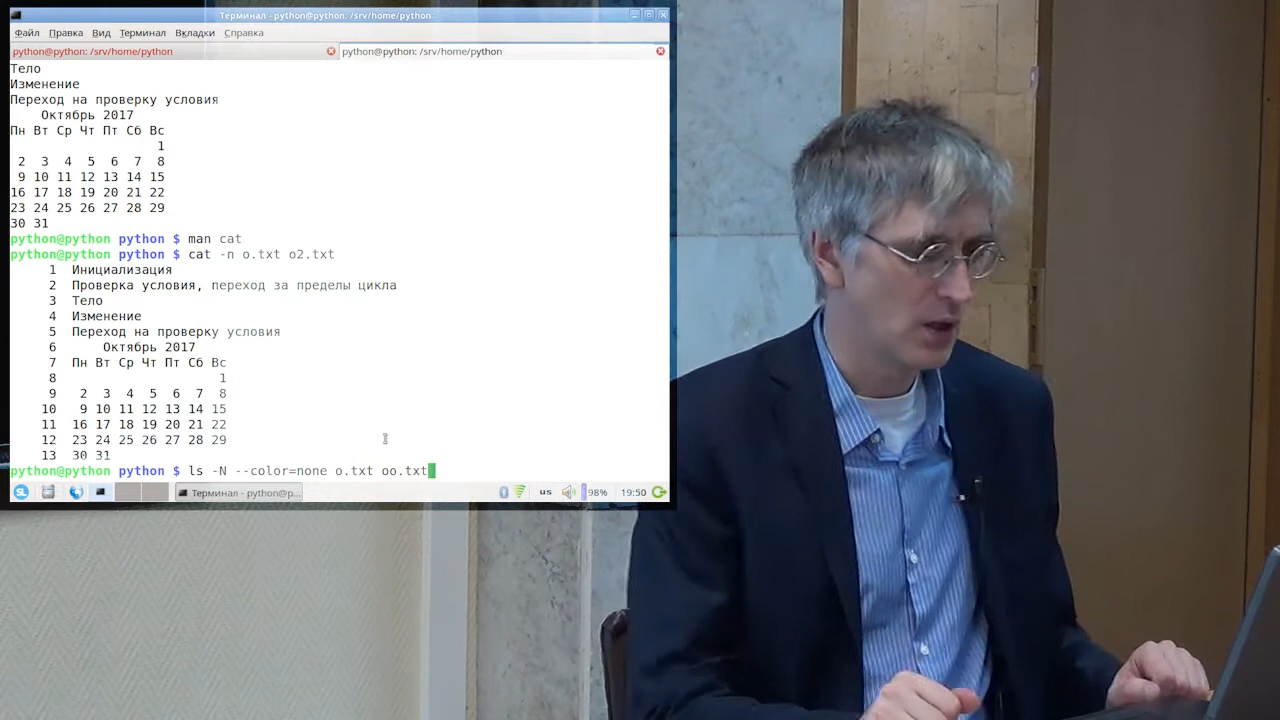 Терминал - python@python: /srv/home/python
Файл Правка Вид Терминал Вкладки Справка
python@python: /srv/home/python python@python: /srv/home/python
Тело
Изменение
Переход на проверку условия
Октябрь 2017
Пн Вт Ср Чт Пт Сб Вс
1
2 3 4 5 6 7 8
9 10 11 12 13 14 15
16 17 18 19 20 21 22
23 24 25 26 27 28 29
30 31
python@python python $ man cat
python@python python $ cat -n o.txt o2.txt
1 Инициализация
2 Проверка условия, переход за пределы цикла
3 Тело
4 Изменение
5 Переход на проверку условия
6 Октябрь 2017
7 Пн Вт Ср Чт Пт Сб Вс
8 1
9 2 3 4 5 6 7 8
10 9 10 11 12 13 14 15
11 16 17 18 19 20 21 22
12 23 24 25 26 27 28 29
13 30 31
python@python python $ ls -N --color=none o.txt oo.txt
Терминал - python@p... us 98% 19:50